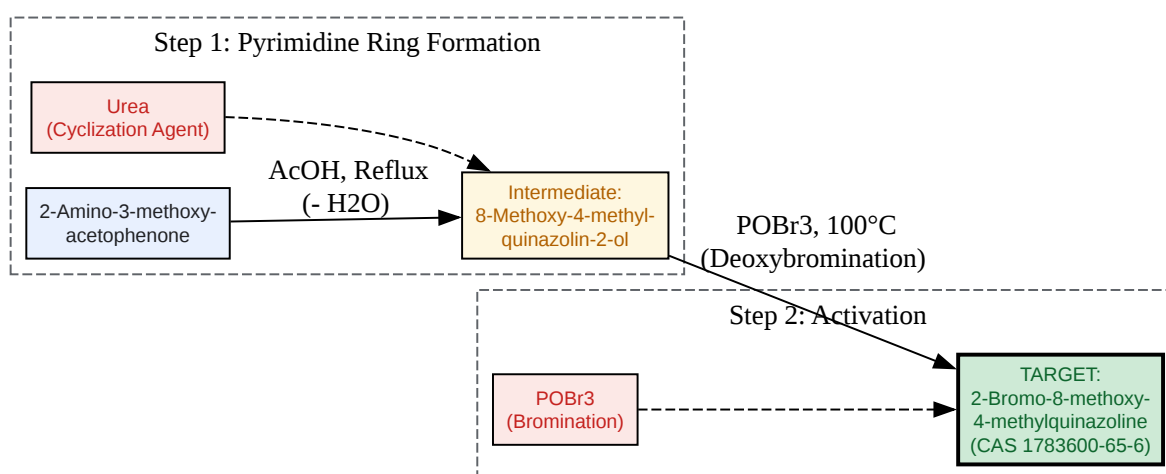 Step 1: Pyrimidine Ring Formation
Urea
(Cyclization Agent)
AcOH, Reflux
(- H2O)
2-Amino-3-methoxy-
acetophenone
Intermediate:
8-Methoxy-4-methyl-
quinazolin-2-ol
POBr3, 100°C
(Deoxybromination)
Step 2: Activation
POBr3
(Bromination)
TARGET:
2-Bromo-8-methoxy-
4-methylquinazoline
(CAS 1783600-65-6)